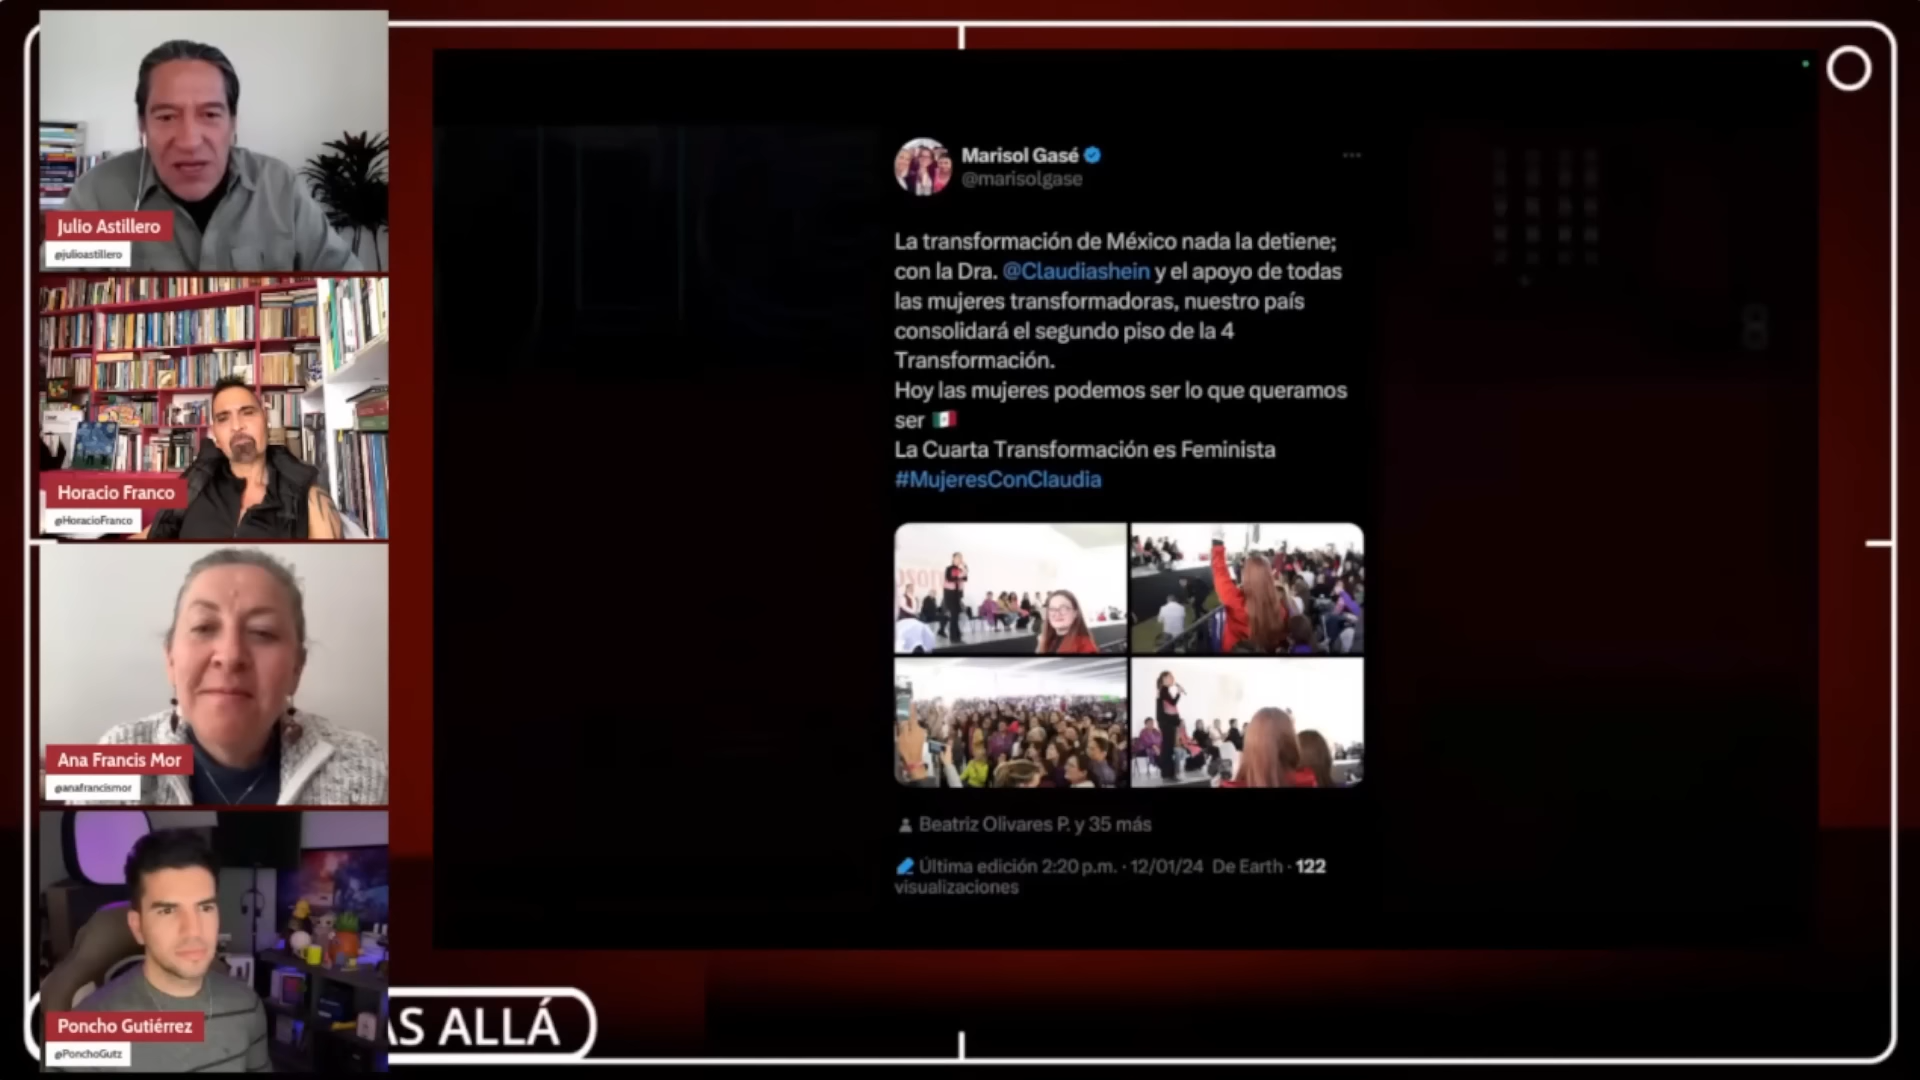 Julio Astillero
@julioastillero
Horacio Franco
@HoracioFranco
Ana Francis Mor
@anafrancismor
Poncho Gutiérrez
@PonchoGutz
AS ALLÁ
Marisol Gasé
@marisolgase
La transformación de México nada la detiene;
con la Dra. @Claudiashein y el apoyo de todas
las mujeres transformadoras, nuestro país
consolidará el segundo piso de la 4
Transformación.
Hoy las mujeres podemos ser lo que queramos
ser
La Cuarta Transformación es Feminista
#MujeresConClaudia
Beatriz Olivares P. y 35 más
Última edición 2:20 p.m. · 12/01/24 De Earth · 122
visualizaciones